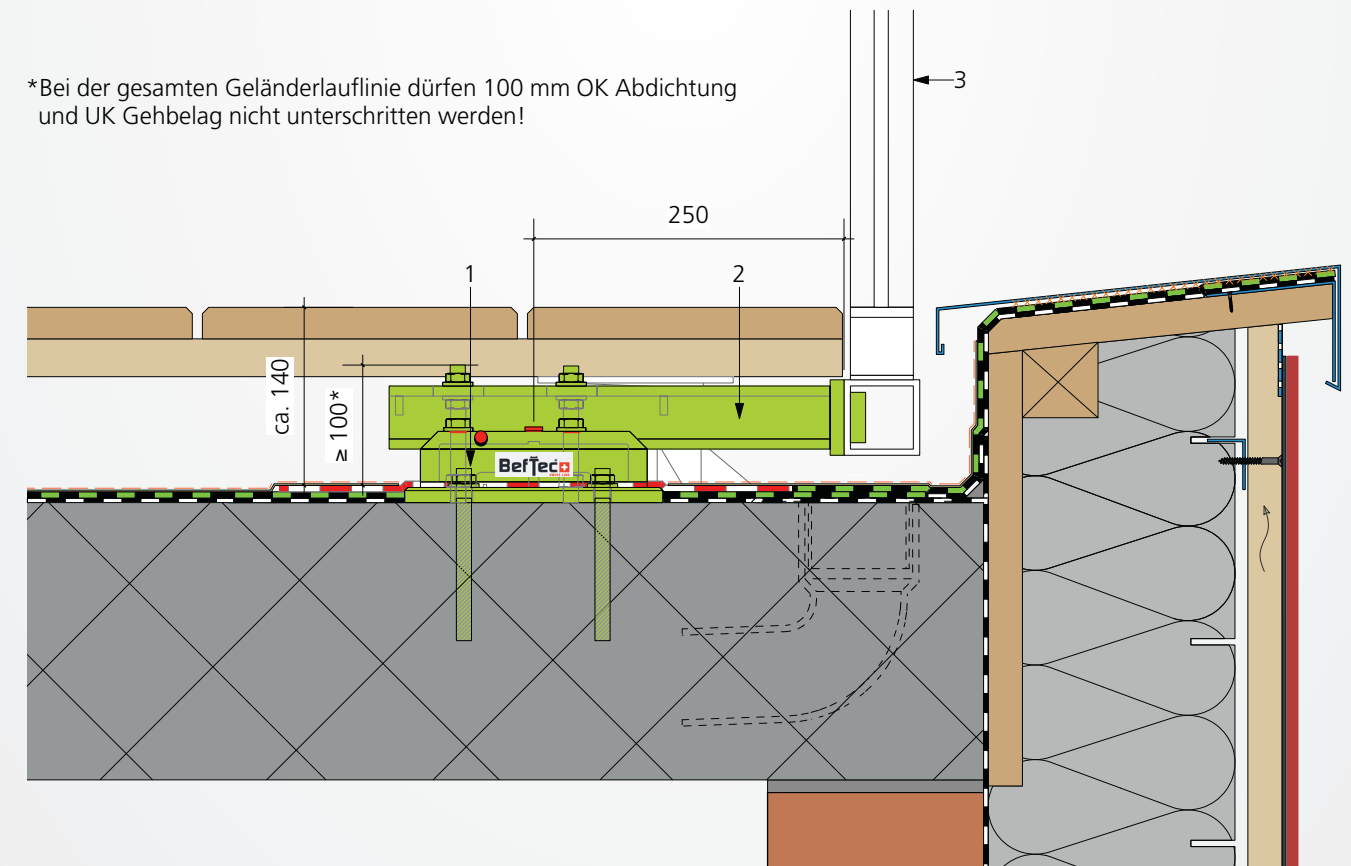 *Bei der gesamten Geländerlauflinie dürfen 100 mm OK Abdichtung
und UK Gehbelag nicht unterschritten werden!
3
250
1
2
ca. 140
≥ 100*
BefTec